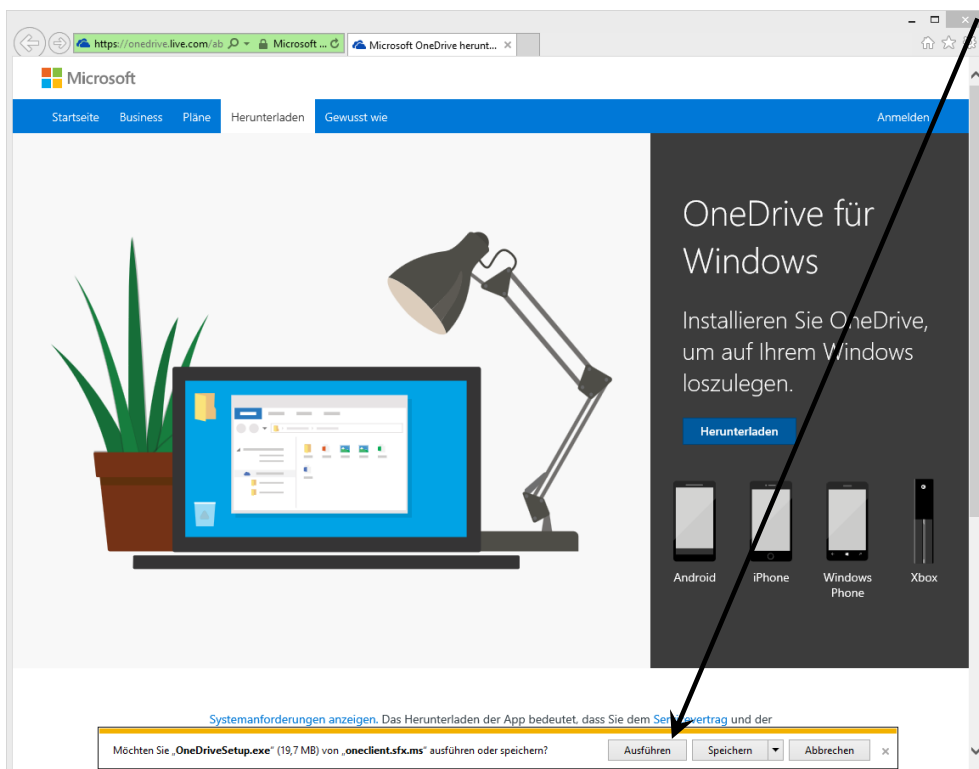 https://onedrive.live.com/ab
Microsoft ...
Microsoft OneDrive herunt...
Microsoft
Startseite Business Pläne Herunterladen Gewusst wie Anmelden
OneDrive für
Windows
Installieren Sie OneDrive,
um auf Ihrem Windows
loszulegen.
Herunterladen
Android iPhone Windows Phone Xbox
Systemanforderungen anzeigen. Das Herunterladen der App bedeutet, dass Sie dem Servicevertrag und der
Möchten Sie „OneDriveSetup.exe“ (19,7 MB) von „oneclient.sfx.ms“ ausführen oder speichern? Ausführen Speichern Abbrechen